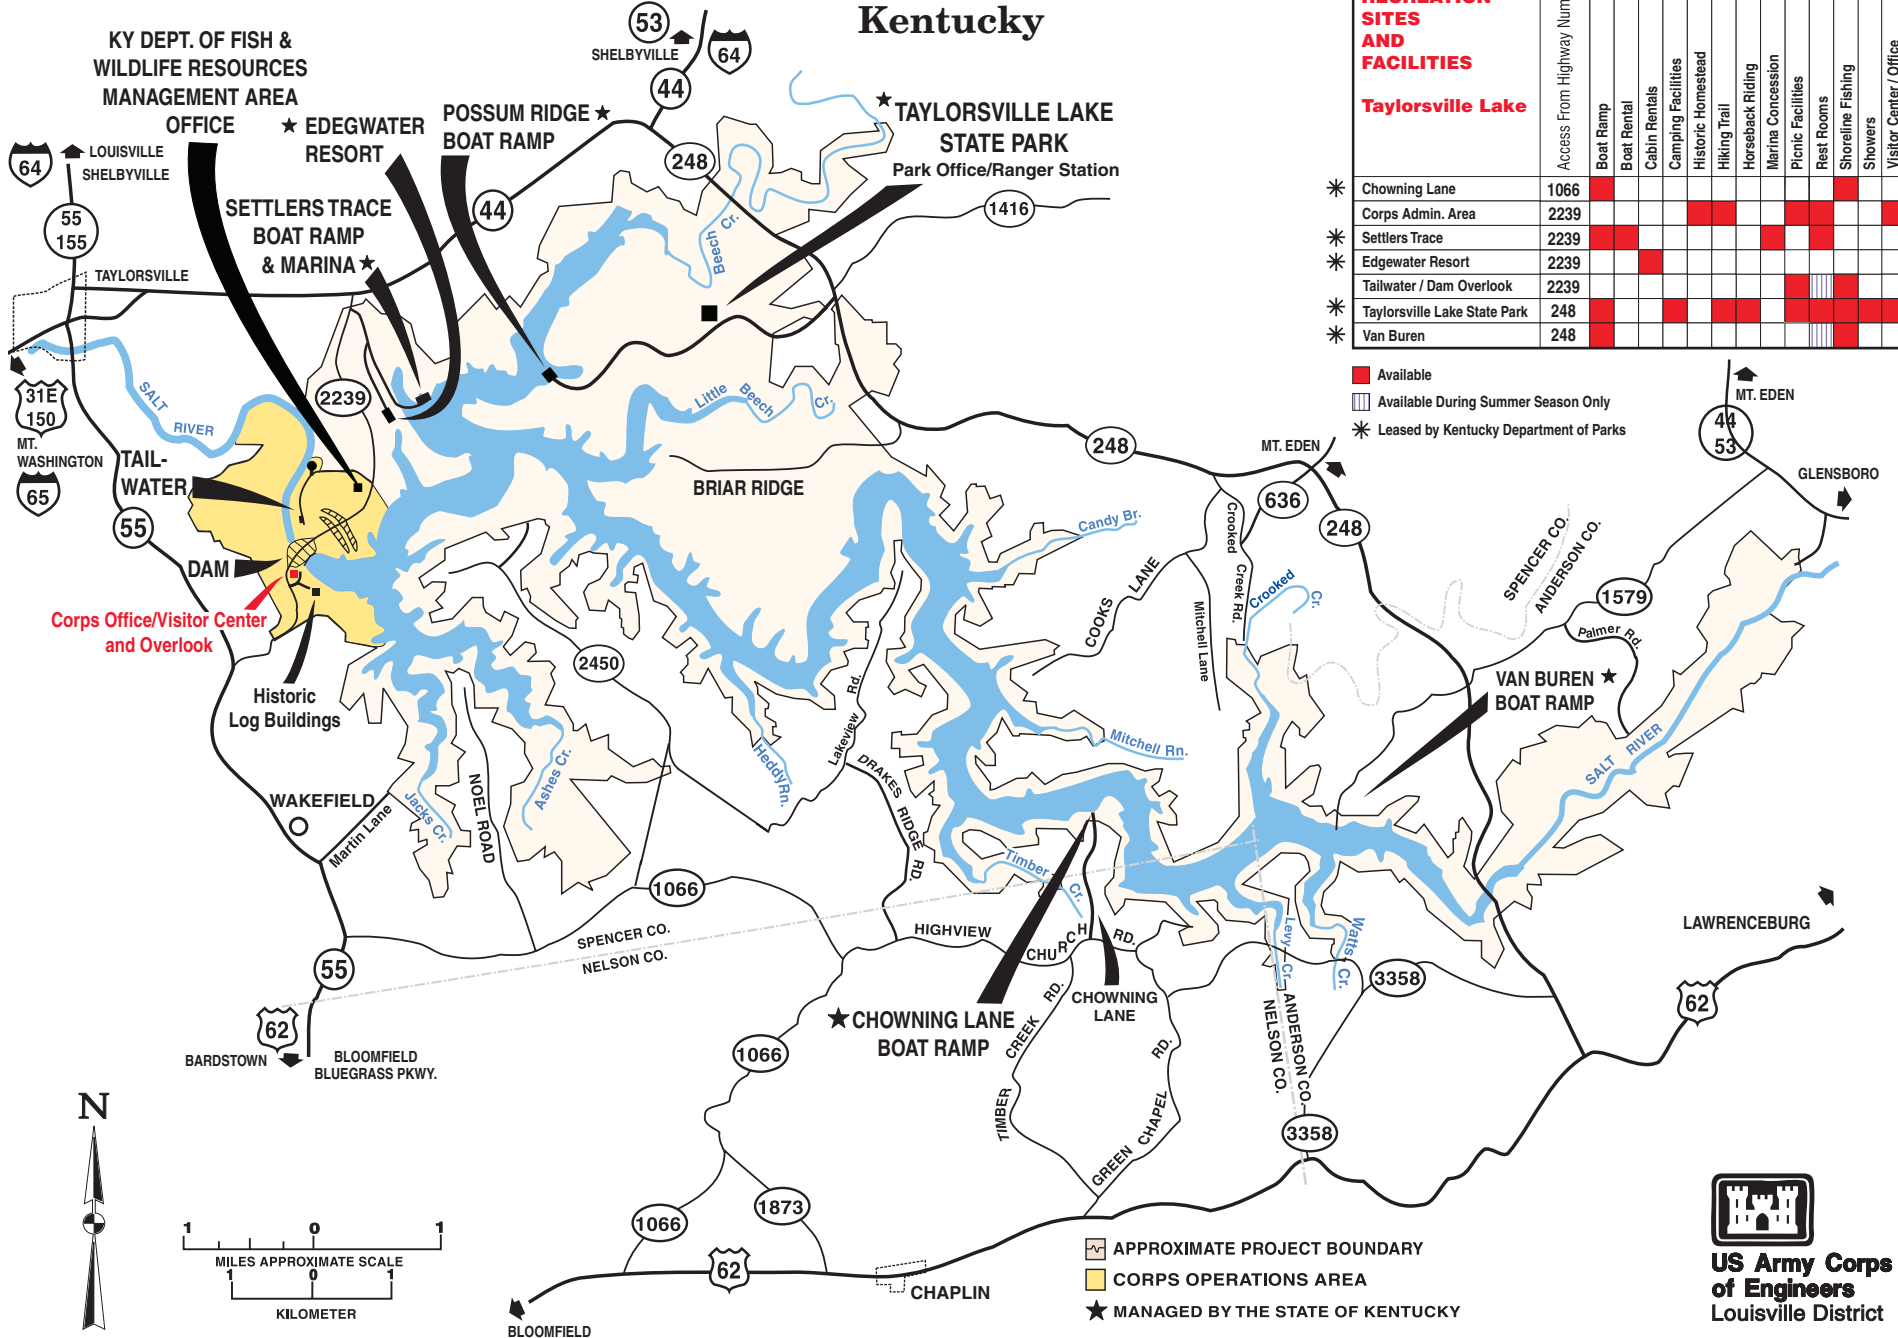 Kentucky
KY DEPT. OF FISH &
WILDLIFE RESOURCES
MANAGEMENT AREA
OFFICE
★ EDEGWATER
RESORT
POSSUM RIDGE ★
BOAT RAMP
53
SHELBYVILLE
64
44
★ TAYLORSVILLE LAKE
STATE PARK
Park Office/Ranger Station
64
LOUISVILLE
SHELBYVILLE
55
155
SETTLERS TRACE
BOAT RAMP
& MARINA ★
44
248
1416
Beech Cr.
TAYLORSVILLE
31E
150
MT.
WASHINGTON
65
SALT
RIVER
2239
Little Beech Cr.
TAIL-
WATER
BRIAR RIDGE
248
MT. EDEN
636
248
55
DAM
Corps Office/Visitor Center
and Overlook
Historic
Log Buildings
Candy Br.
COOKS LANE
Crooked Creek Rd.
Mitchell Lane
Crooked Cr.
SPENCER CO.
ANDERSON CO.
1579
Palmer Rd.
MT. EDEN
44
53
GLENSBORO
2450
Lakeview Rd.
VAN BUREN ★
BOAT RAMP
Mitchell Rn.
SALT RIVER
HeddyRn.
DRAKES RIDGE RD.
WAKEFIELD
Martin Lane
Jacks Cr.
NOEL ROAD
Ashes Cr.
Timber Cr.
1066
SPENCER CO.
NELSON CO.
HIGHVIEW
CHURCH
RD.
Levy Cr.
Watts Cr.
LAWRENCEBURG
55
62
BARDSTOWN
BLOOMFIELD
BLUEGRASS PKWY.
★ CHOWNING LANE
BOAT RAMP
CHOWNING
LANE
TIMBER CREEK RD.
GREEN CHAPEL RD.
3358
62
ANDERSON CO.
NELSON CO.
1066
3358
N
1 0 1
MILES APPROXIMATE SCALE
1 0 1
KILOMETER
1066
1873
62
CHAPLIN
BLOOMFIELD
APPROXIMATE PROJECT BOUNDARY
CORPS OPERATIONS AREA
★ MANAGED BY THE STATE OF KENTUCKY
US Army Corps
of Engineers
Louisville District
RECREATION
SITES
AND
FACILITIES
Taylorsville Lake
Access From Highway Num
Boat Ramp
Boat Rental
Cabin Rentals
Camping Facilities
Historic Homestead
Hiking Trail
Horseback Riding
Marina Concession
Picnic Facilities
Rest Rooms
Shoreline Fishing
Showers
Visitor Center / Office
Chowning Lane 1066
Corps Admin. Area 2239
Settlers Trace 2239
Edgewater Resort 2239
Tailwater / Dam Overlook 2239
Taylorsville Lake State Park 248
Van Buren 248
Available
Available During Summer Season Only
Leased by Kentucky Department of Parks